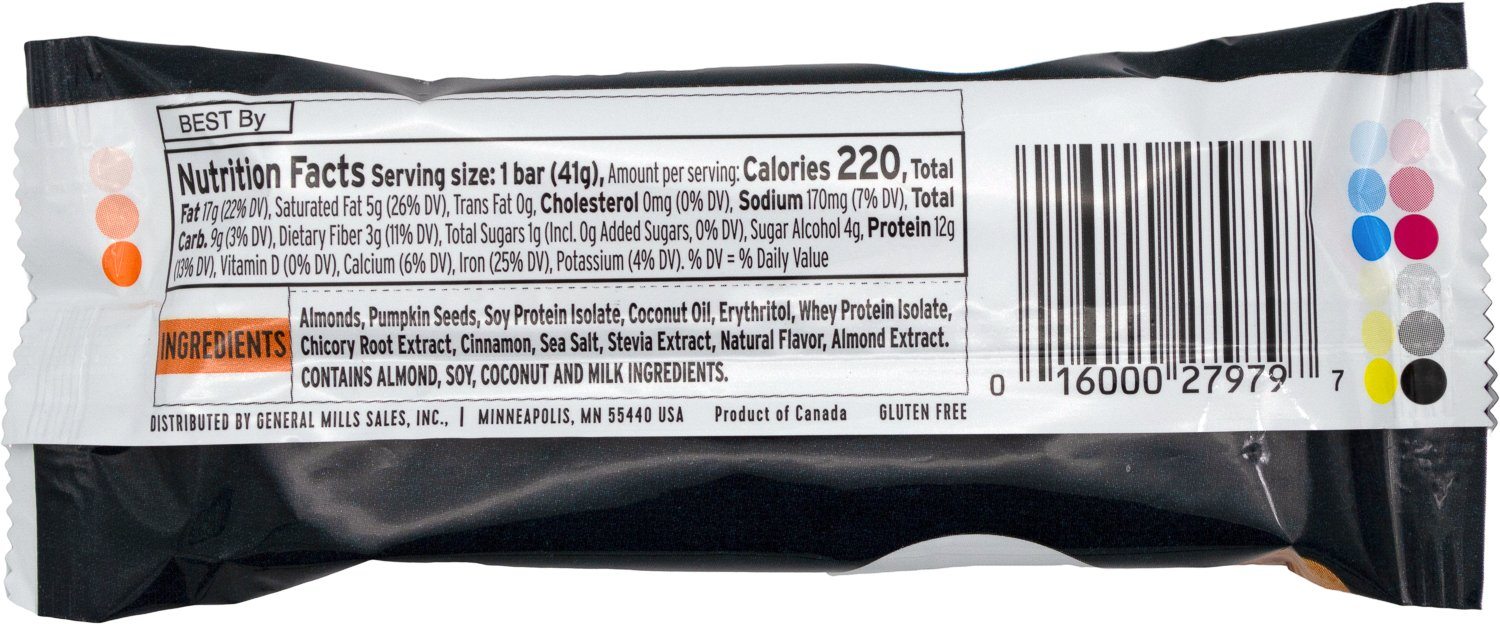 BEST By
Nutrition Facts Serving size: 1 bar (41g), Amount per serving: Calories 220, Total
Fat 17g (22% DV), Saturated Fat 5g (26% DV), Trans Fat 0g, Cholesterol 0mg (0% DV), Sodium 170mg (7% DV), Total
Carb. 9g (3% DV), Dietary Fiber 3g (11% DV), Total Sugars 1g (Incl. 0g Added Sugars, 0% DV), Sugar Alcohol 4g, Protein 12g
(13% DV), Vitamin D (0% DV), Calcium (6% DV), Iron (25% DV), Potassium (4% DV). % DV = % Daily Value
INGREDIENTS
Almonds, Pumpkin Seeds, Soy Protein Isolate, Coconut Oil, Erythritol, Whey Protein Isolate,
Chicory Root Extract, Cinnamon, Sea Salt, Stevia Extract, Natural Flavor, Almond Extract.
CONTAINS ALMOND, SOY, COCONUT AND MILK INGREDIENTS.
DISTRIBUTED BY GENERAL MILLS SALES, INC., | MINNEAPOLIS, MN 55440 USA Product of Canada GLUTEN FREE
0 16000 27979 7